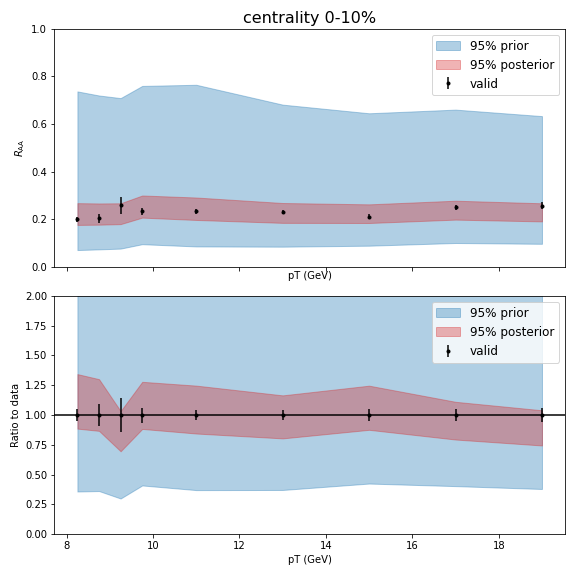 centrality 0-10%
1.0
0.8
0.6
0.4
0.2
0.0
R_AA
95% prior
95% posterior
valid
pT (GeV)
2.00
1.75
1.50
1.25
1.00
0.75
0.50
0.25
0.00
Ratio to data
95% prior
95% posterior
valid
8 10 12 14 16 18
pT (GeV)